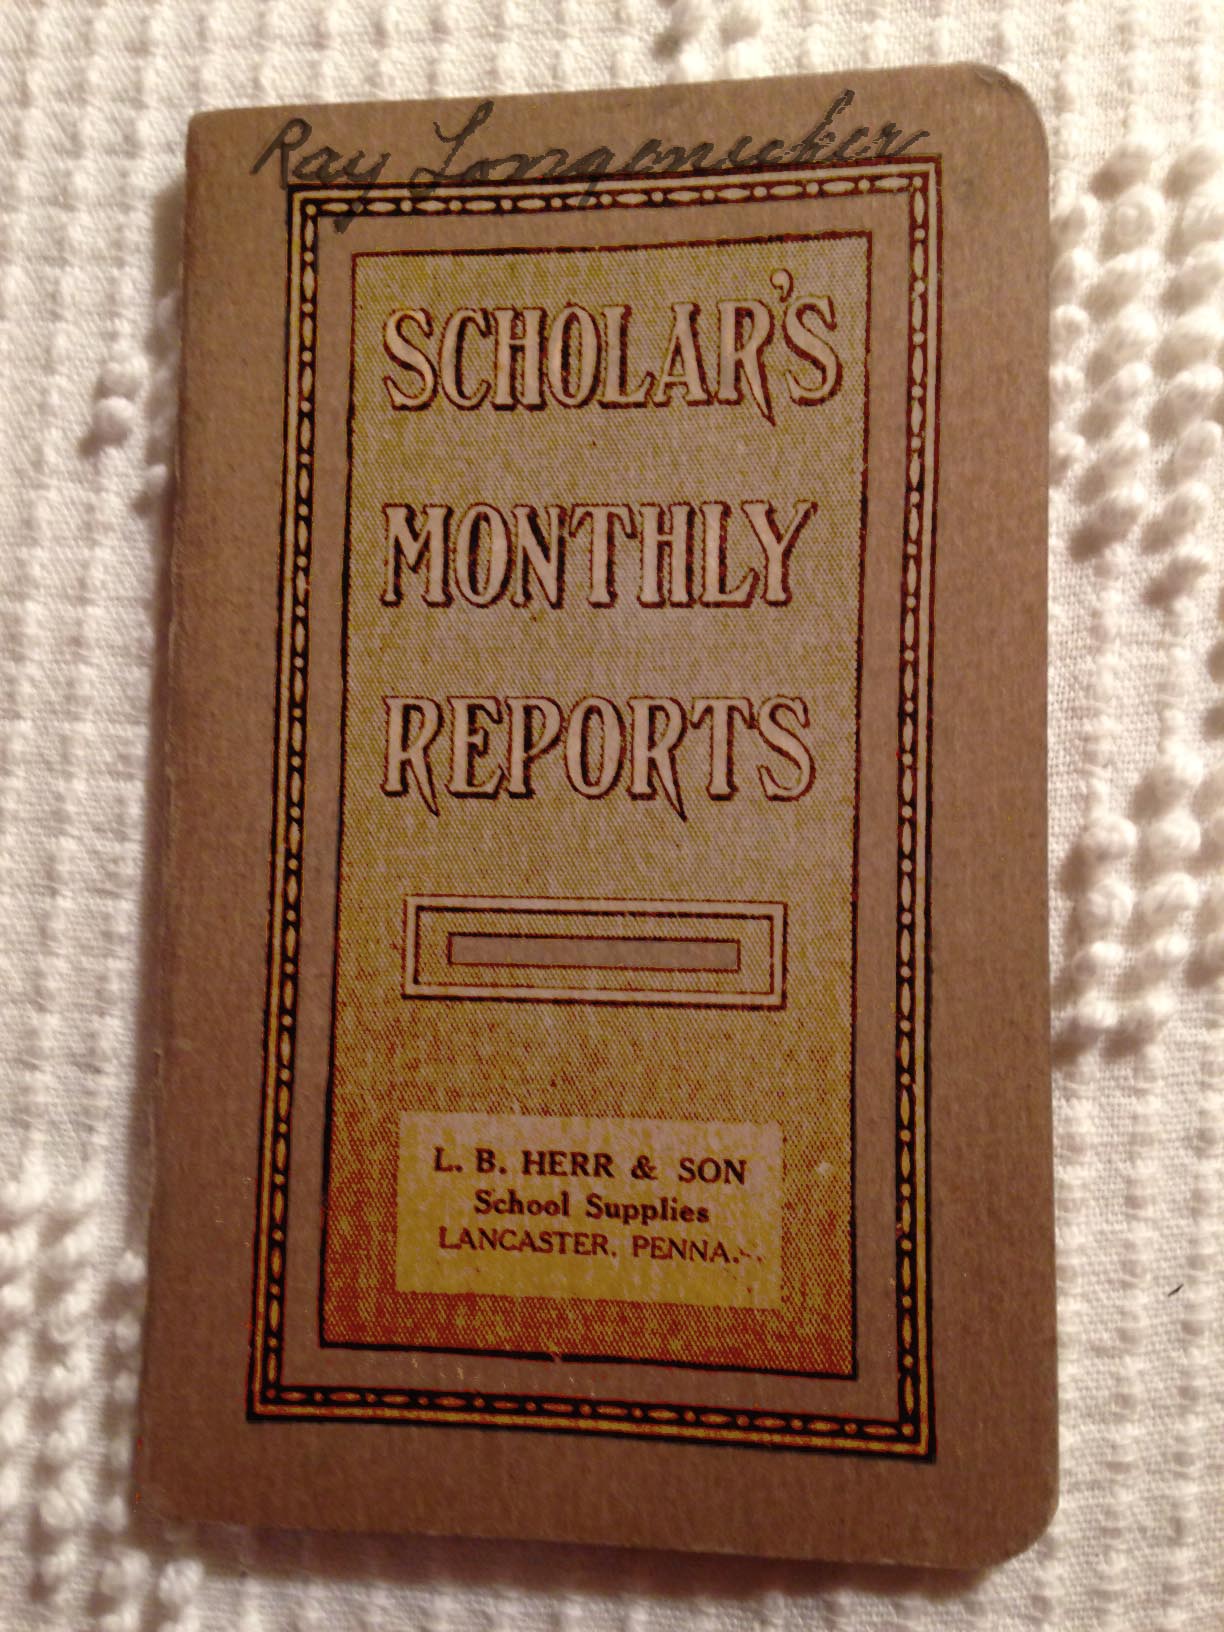 Ray Longenecker
SCHOLAR'S
MONTHLY
REPORTS
L. B. HERR & SON
School Supplies
LANCASTER, PENNA.